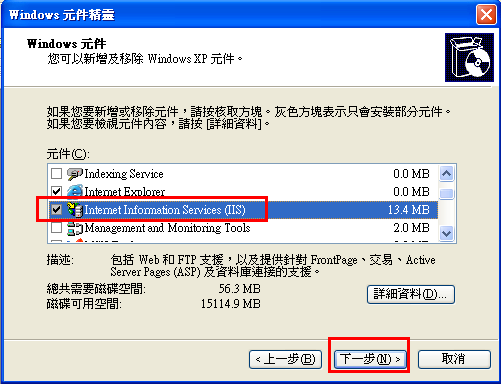 Windows 元件精靈
Windows 元件
您可以新增及移除 Windows XP 元件。
如果您要新增或移除元件，請按核取方塊。灰色方塊表示只會安裝部分元件。
如果您要檢視元件內容，請按 [詳細資料]。
元件(C):
Indexing Service 0.0 MB
Internet Explorer 0.0 MB
Internet Information Services (IIS) 13.4 MB
Management and Monitoring Tools 2.0 MB
描述: 包括 Web 和 FTP 支援，以及提供針對 FrontPage、交易、Active
Server Pages (ASP) 及資料庫連接的支援。
總共需要磁碟空間: 56.3 MB
磁碟可用空間: 15114.9 MB
詳細資料(D)...
<上一步(B) 下一步(N) > 取消